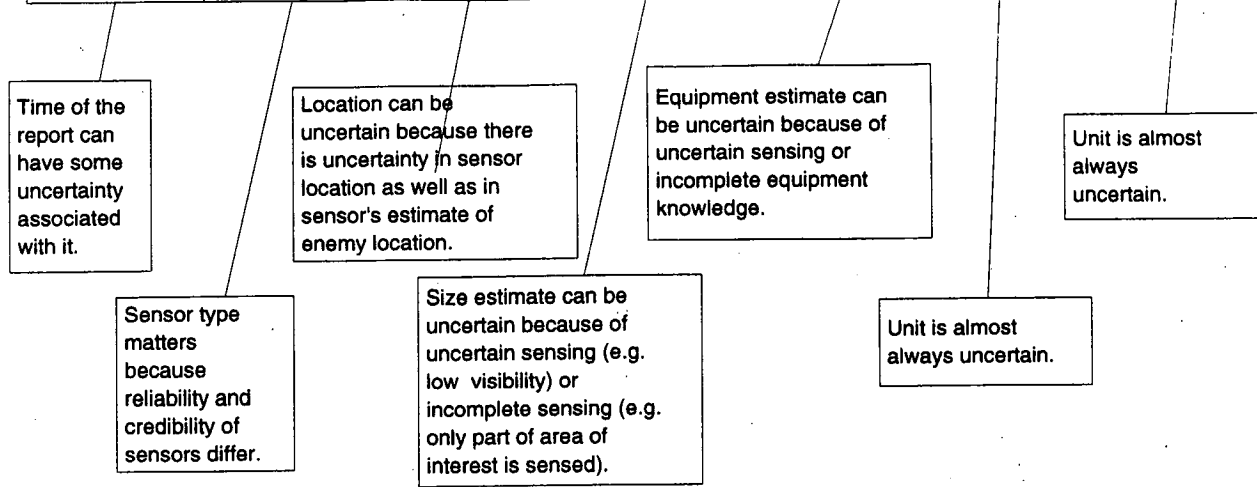 Time of the
report can
have some
uncertainty
associated
with it.
Sensor type
matters
because
reliability and
credibility of
sensors differ.
Location can be
uncertain because there
is uncertainty in sensor
location as well as in
sensor's estimate of
enemy location.
Size estimate can be
uncertain because of
uncertain sensing (e.g.
low visibility) or
incomplete sensing (e.g.
only part of area of
interest is sensed).
Equipment estimate can
be uncertain because of
uncertain sensing or
incomplete equipment
knowledge.
Unit is almost
always uncertain.
Unit is almost
always
uncertain.